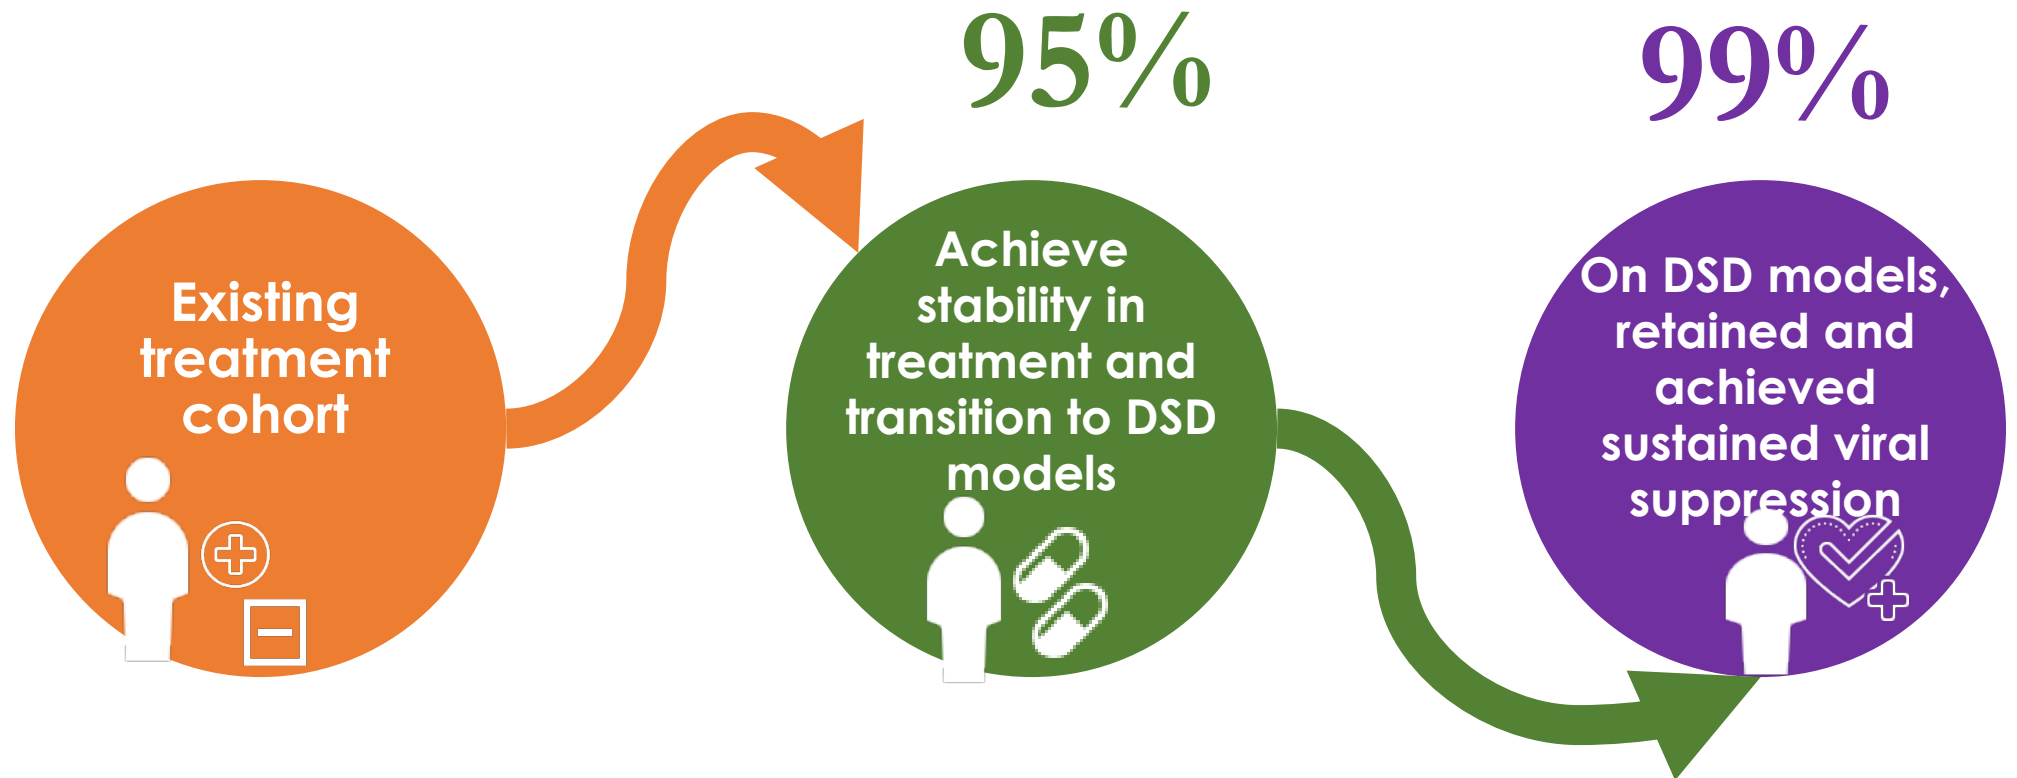 95%
99%
Existing
treatment
cohort
Achieve
stability in
treatment and
transition to DSD
models
On DSD models,
retained and
achieved
sustained viral
suppression